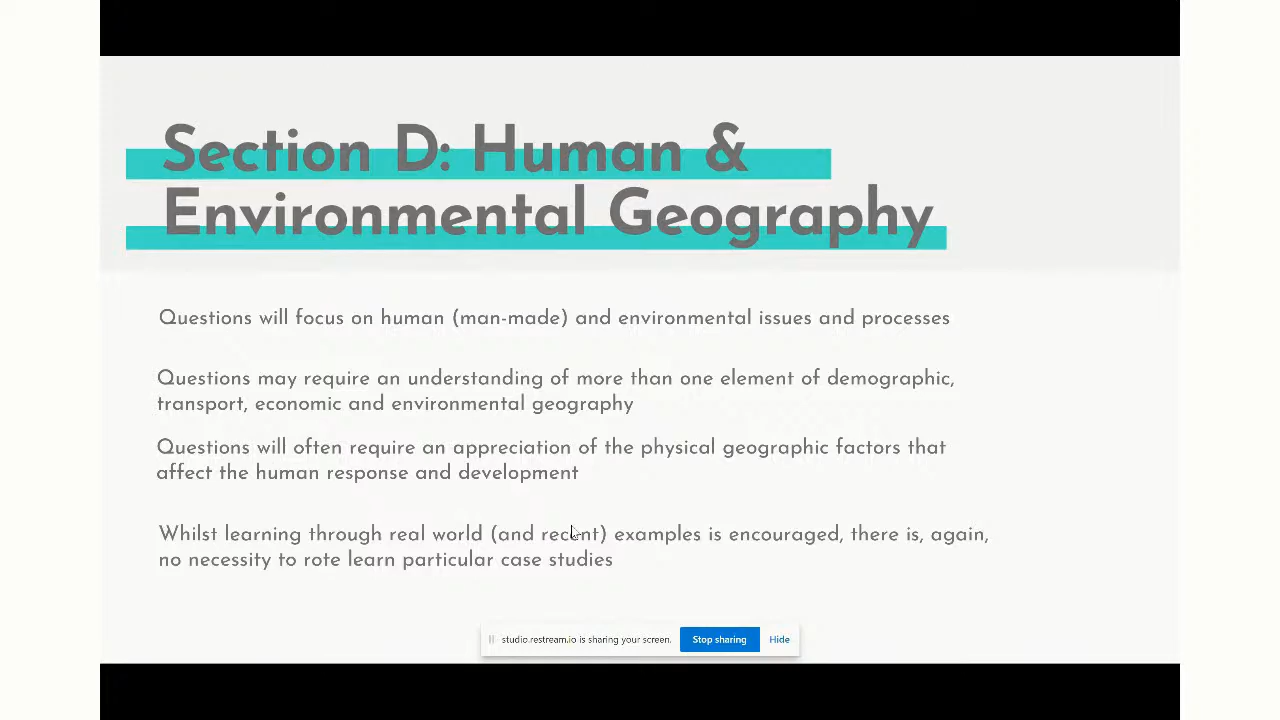 Section D: Human &
Environmental Geography
Questions will focus on human (man-made) and environmental issues and processes
Questions may require an understanding of more than one element of demographic,
transport, economic and environmental geography
Questions will often require an appreciation of the physical geographic factors that
affect the human response and development
Whilst learning through real world (and recent) examples is encouraged, there is, again,
no necessity to rote learn particular case studies
studio.restream.io is sharing your screen. Stop sharing Hide